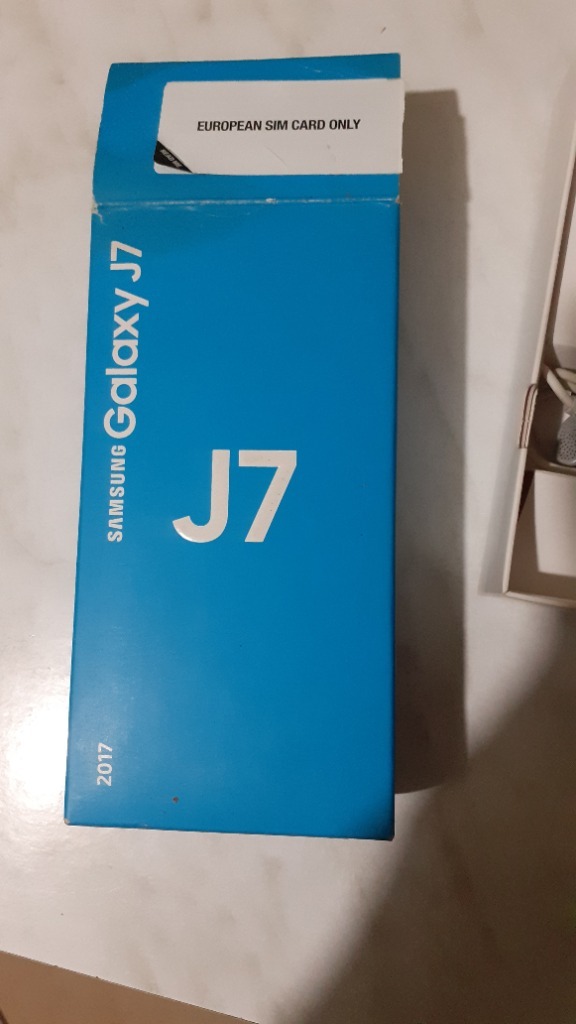 EUROPEAN SIM CARD ONLY
SAMSUNG Galaxy J7
J7
2017